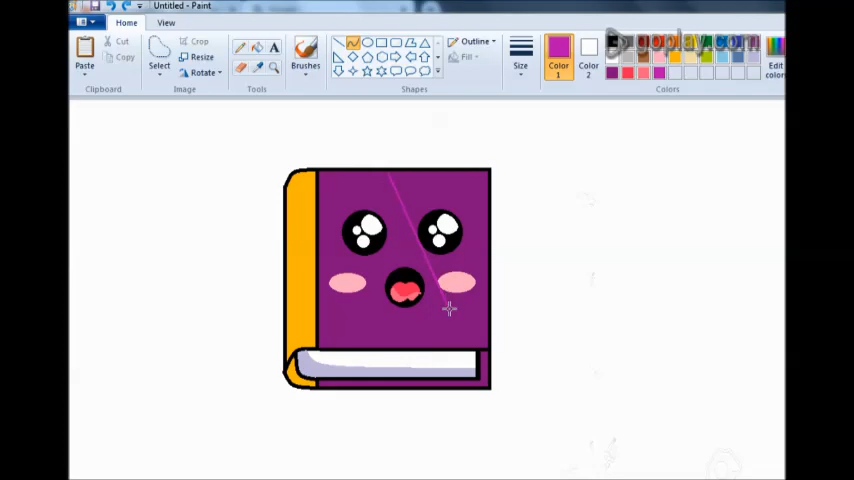 Untitled - Paint
Home View
Paste
Cut
Copy
Clipboard
Select
Crop
Resize
Rotate
Image
Tools
Brushes
Outline
Fill
Shapes
Size
Color 1
Color 2
Edit colors
Colors